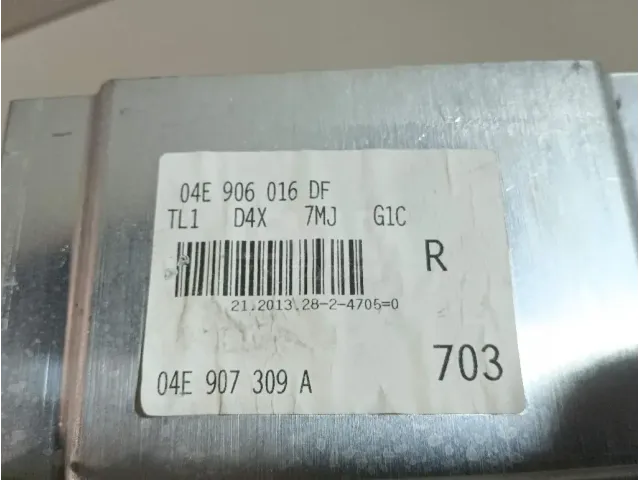 04E 906 016 DF
TL1 D4X 7MJ G1C
R
21.2013.28-2-4705=0
703
04E 907 309 A